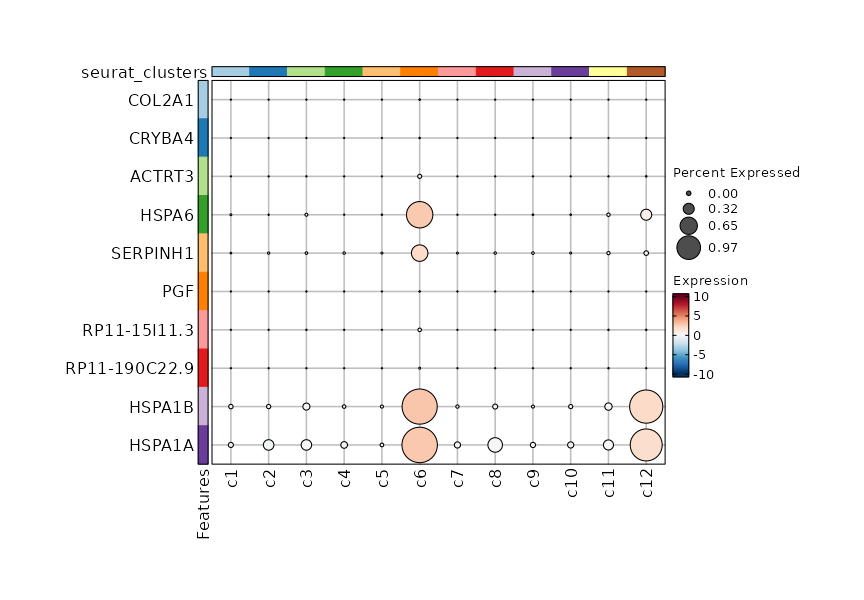 seurat_clusters
COL2A1
CRYBA4
ACTRT3
HSPA6
SERPINH1
PGF
RP11-15I11.3
RP11-190C22.9
HSPA1B
HSPA1A
Features
c1
c2
c3
c4
c5
c6
c7
c8
c9
c10
c11
c12
Percent Expressed
0.00
0.32
0.65
0.97
Expression
10
5
0
-5
-10